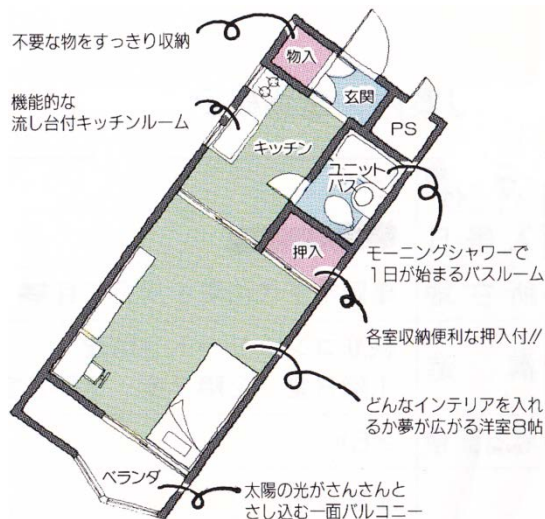 不要な物をすっきり収納
物入
玄関
機能的な
流し台付キッチンルーム
PS
キッチン
ユニット
バス
押入
モーニングシャワーで
1日が始まるバスルーム
各室収納便利な押入付//
どんなインテリアを入れ
るか夢が広がる洋室8帖
ベランダ
太陽の光がさんさんと
さし込む一面バルコニー